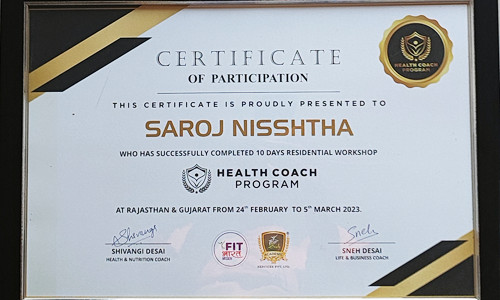 CERTIFICATE
OF PARTICIPATION
HEALTH COACH
PROGRAM
THIS CERTIFICATE IS PROUDLY PRESENTED TO
SAROJ NISSHTHA
WHO HAS SUCCESSFULLY COMPLETED 10 DAYS RESIDENTIAL WORKSHOP
HEALTH COACH
PROGRAM
AT RAJASTHAN & GUJARAT FROM 24th FEBRUARY TO 5th MARCH 2023.
Shivangi
SHIVANGI DESAI
HEALTH & NUTRITION COACH
FIT
भारत
Sneh
SNEH DESAI
LIFE & BUSINESS COACH